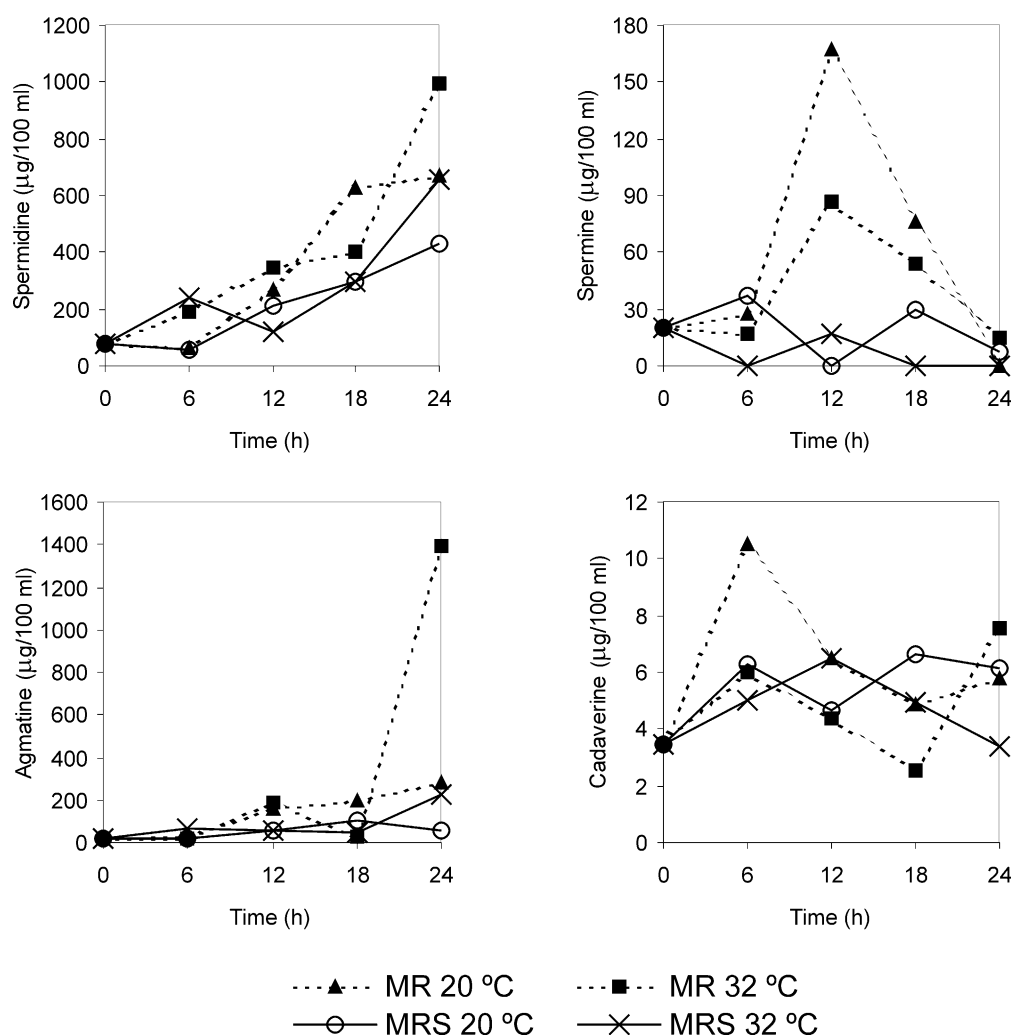 1200
1000
800
600
400
200
0
0 6 12 18 24
Spermidine (µg/100 ml)
Time (h)
180
150
120
90
60
30
0
0 6 12 18 24
Spermine (µg/100 ml)
Time (h)
1600
1400
1200
1000
800
600
400
200
0
0 6 12 18 24
Agmatine (µg/100 ml)
Time (h)
12
10
8
6
4
2
0
0 6 12 18 24
Cadaverine (µg/100 ml)
Time (h)
MR 20 ºC MR 32 ºC
MRS 20 ºC MRS 32 ºC